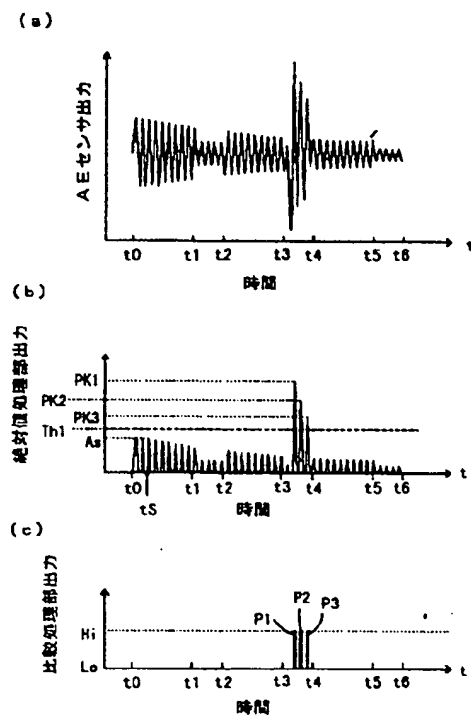 (a)
AEセンサ出力
t0 t1 t2 t3 t4 t5 t6
t
時間
(b)
絶対値処理部出力
PK1
PK2
PK3
Th1
As
t0 t1 t2 t3 t4 t5 t6
t
tS
時間
(c)
比較処理部出力
P1 P2 P3
Hi
Lo
t0 t1 t2 t3 t4 t5 t6
t
時間